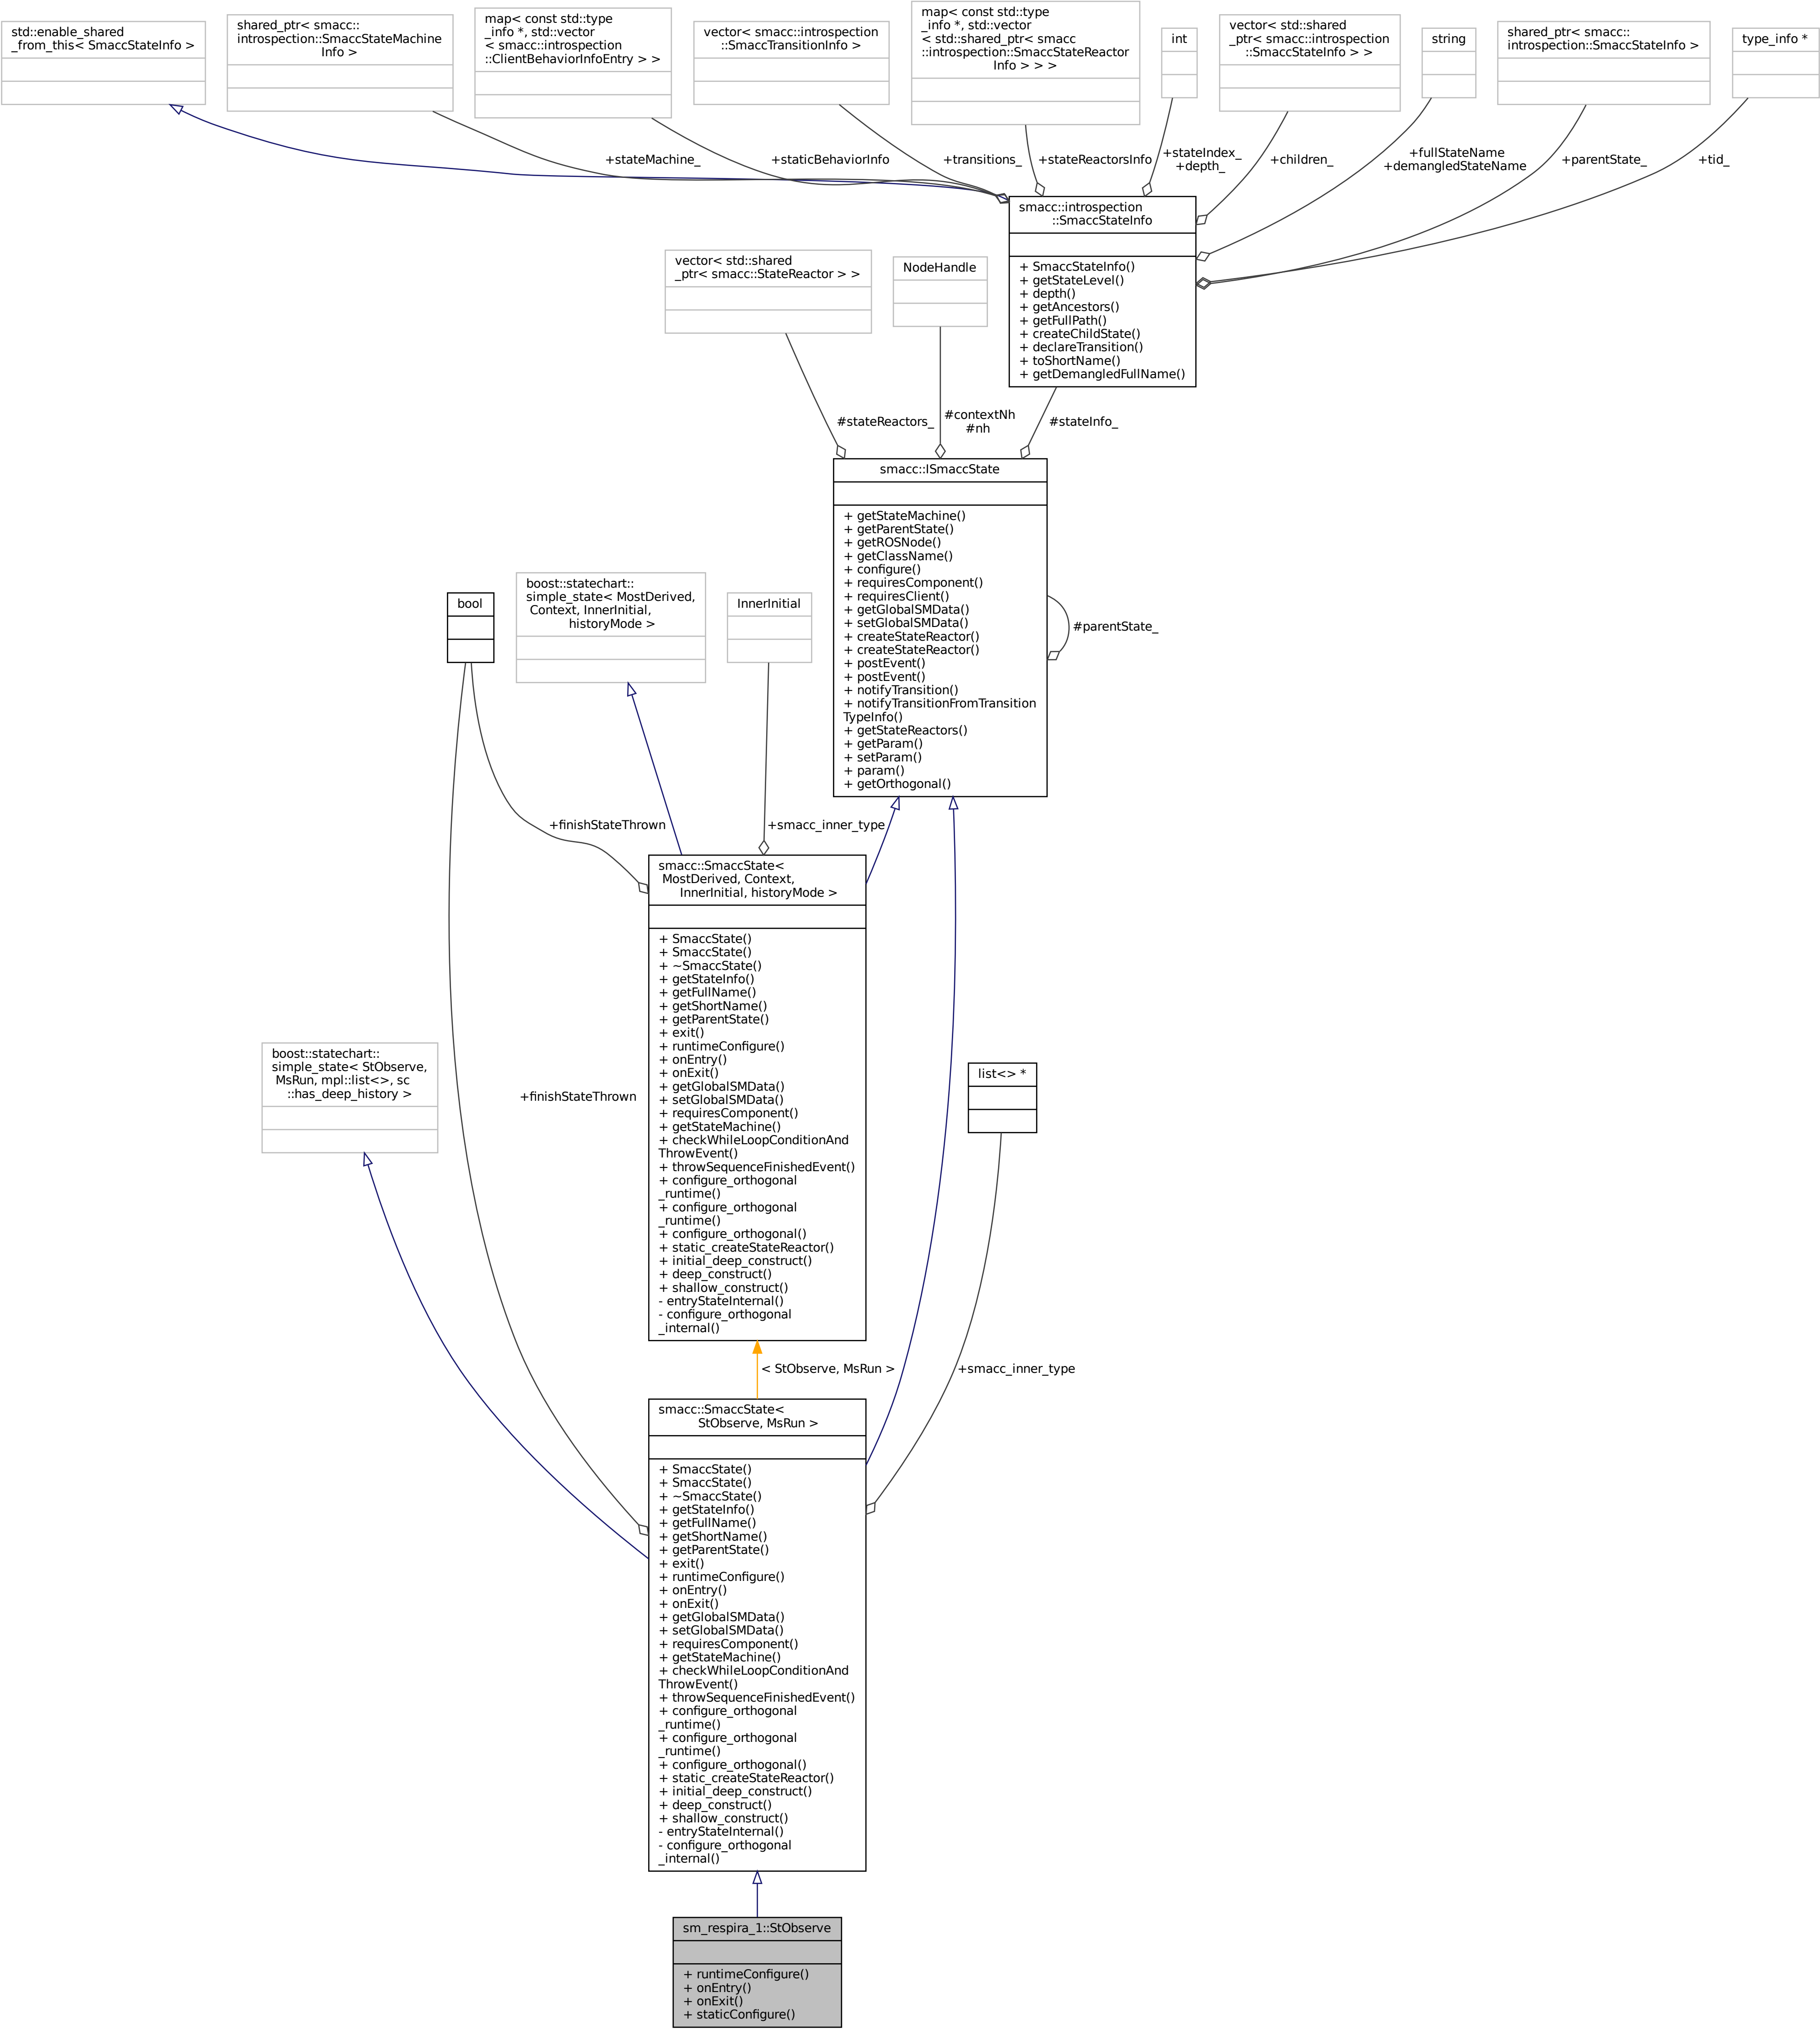 std::enable_shared
_from_this< SmaccStateInfo >
shared_ptr< smacc::
introspection::SmaccStateMachine
Info >
map< const std::type
_info *, std::vector
< smacc::introspection
::ClientBehaviorInfoEntry > >
vector< smacc::introspection
::SmaccTransitionInfo >
map< const std::type
_info *, std::vector
< std::shared_ptr< smacc
::introspection::SmaccStateReactor
Info > > >
int
vector< std::shared
_ptr< smacc::introspection
::SmaccStateInfo > >
string
shared_ptr< smacc::
introspection::SmaccStateInfo >
type_info *
+stateMachine_
+staticBehaviorInfo
+transitions_
+stateReactorsInfo
+stateIndex_
+depth_
+children_
+fullStateName
+demangledStateName
+parentState_
+tid_
smacc::introspection
::SmaccStateInfo
+ SmaccStateInfo()
+ getStateLevel()
+ depth()
+ getAncestors()
+ getFullPath()
+ createChildState()
+ declareTransition()
+ toShortName()
+ getDemangledFullName()
vector< std::shared
_ptr< smacc::StateReactor > >
NodeHandle
#stateReactors_
#contextNh
#nh
#stateInfo_
smacc::ISmaccState
+ getStateMachine()
+ getParentState()
+ getROSNode()
+ getClassName()
+ configure()
+ requiresComponent()
+ requiresClient()
+ getGlobalSMData()
+ setGlobalSMData()
+ createStateReactor()
+ createStateReactor()
+ postEvent()
+ postEvent()
+ notifyTransition()
+ notifyTransitionFromTransition
TypeInfo()
+ getStateReactors()
+ getParam()
+ setParam()
+ param()
+ getOrthogonal()
#parentState_
bool
boost::statechart::
simple_state< MostDerived,
Context, InnerInitial,
historyMode >
InnerInitial
+finishStateThrown
+smacc_inner_type
smacc::SmaccState<
MostDerived, Context,
InnerInitial, historyMode >
+ SmaccState()
+ SmaccState()
+ ~SmaccState()
+ getStateInfo()
+ getFullName()
+ getShortName()
+ getParentState()
+ exit()
+ runtimeConfigure()
+ onEntry()
+ onExit()
+ getGlobalSMData()
+ setGlobalSMData()
+ requiresComponent()
+ getStateMachine()
+ checkWhileLoopConditionAnd
ThrowEvent()
+ throwSequenceFinishedEvent()
+ configure_orthogonal
_runtime()
+ configure_orthogonal
_runtime()
+ configure_orthogonal()
+ static_createStateReactor()
+ initial_deep_construct()
+ deep_construct()
+ shallow_construct()
- entryStateInternal()
- configure_orthogonal
_internal()
boost::statechart::
simple_state< StObserve,
MsRun, mpl::list<>, sc
::has_deep_history >
+finishStateThrown
list<> *
< StObserve, MsRun >
+smacc_inner_type
smacc::SmaccState<
StObserve, MsRun >
+ SmaccState()
+ SmaccState()
+ ~SmaccState()
+ getStateInfo()
+ getFullName()
+ getShortName()
+ getParentState()
+ exit()
+ runtimeConfigure()
+ onEntry()
+ onExit()
+ getGlobalSMData()
+ setGlobalSMData()
+ requiresComponent()
+ getStateMachine()
+ checkWhileLoopConditionAnd
ThrowEvent()
+ throwSequenceFinishedEvent()
+ configure_orthogonal
_runtime()
+ configure_orthogonal
_runtime()
+ configure_orthogonal()
+ static_createStateReactor()
+ initial_deep_construct()
+ deep_construct()
+ shallow_construct()
- entryStateInternal()
- configure_orthogonal
_internal()
sm_respira_1::StObserve
+ runtimeConfigure()
+ onEntry()
+ onExit()
+ staticConfigure()